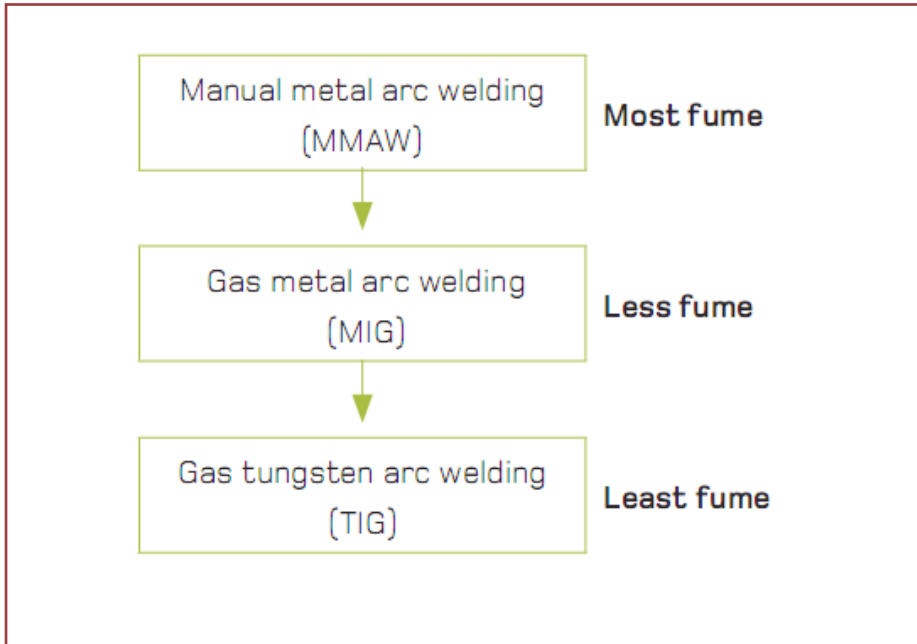 Manual metal arc welding
(MMAW)
Most fume
Gas metal arc welding
(MIG)
Less fume
Gas tungsten arc welding
(TIG)
Least fume